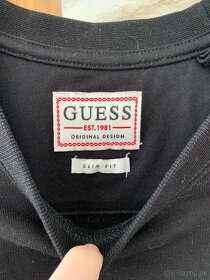 GUESS
EST. 1981
ORIGINAL DESIGN
SLIM FIT